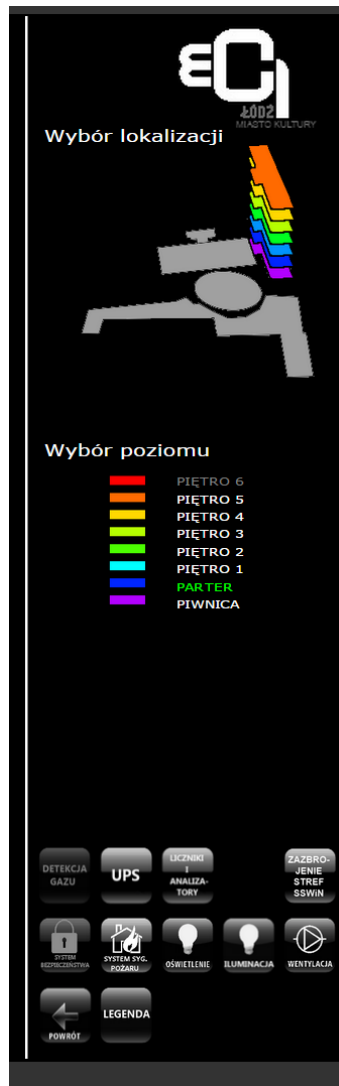 EC1
ŁÓDŹ
MIASTO KULTURY
Wybór lokalizacji
Wybór poziomu
PIĘTRO 6
PIĘTRO 5
PIĘTRO 4
PIĘTRO 3
PIĘTRO 2
PIĘTRO 1
PARTER
PIWNICA
DETEKCJA
GAZU
UPS
LICZNIKI
I
ANALIZA-
TORY
ZAZBRO-
JENIE
STREF
SSWiN
SYSTEM
BEZPIECZEŃSTWA
SYSTEM SYG.
POŻARU
OŚWIETLENIE
ILUMINACJA
WENTYLACJA
POWRÓT
LEGENDA